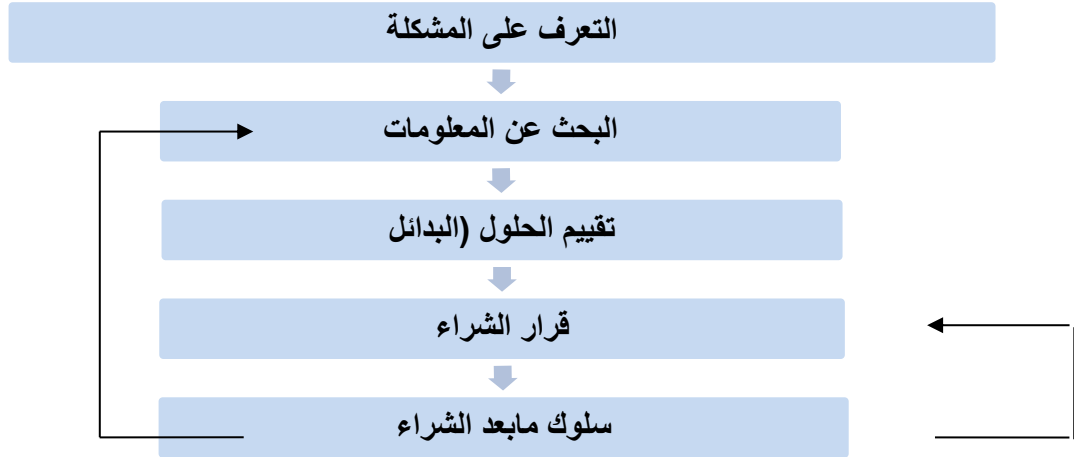 التعرف على المشكلة
البحث عن المعلومات
تقييم الحلول (البدائل
قرار الشراء
سلوك مابعد الشراء